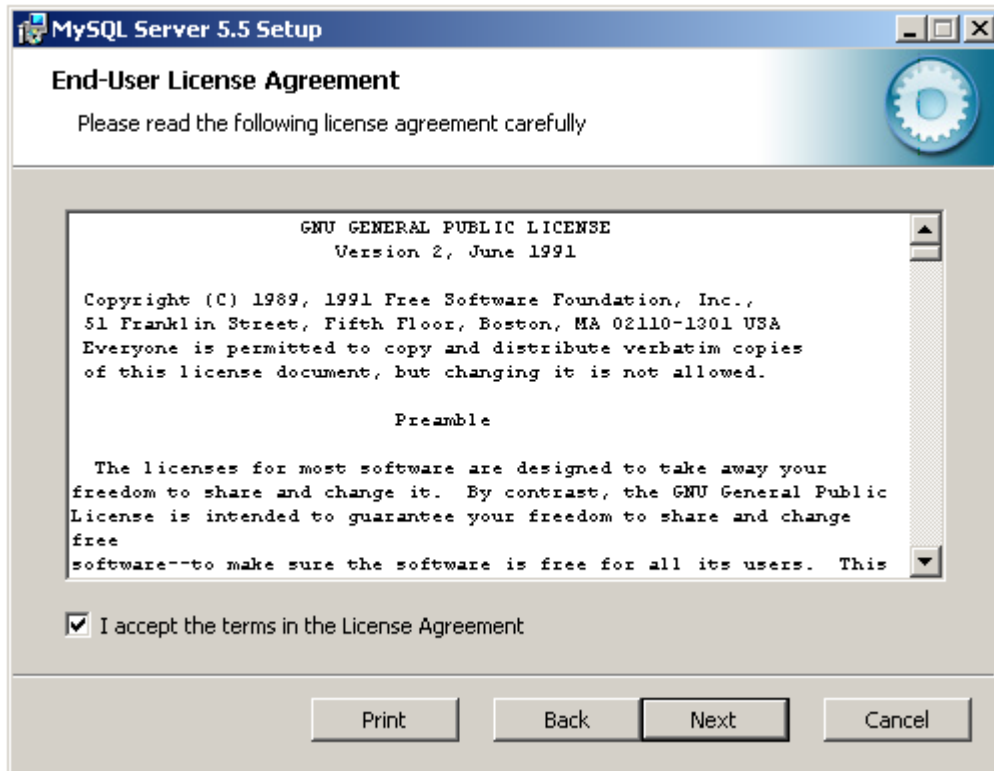 MySQL Server 5.5 Setup
End-User License Agreement
Please read the following license agreement carefully
GNU GENERAL PUBLIC LICENSE
Version 2, June 1991
Copyright (C) 1989, 1991 Free Software Foundation, Inc.,
51 Franklin Street, Fifth Floor, Boston, MA 02110-1301 USA
Everyone is permitted to copy and distribute verbatim copies
of this license document, but changing it is not allowed.
Preamble
The licenses for most software are designed to take away your
freedom to share and change it.  By contrast, the GNU General Public
License is intended to guarantee your freedom to share and change
free
software--to make sure the software is free for all its users.  This
I accept the terms in the License Agreement
Print Back Next Cancel